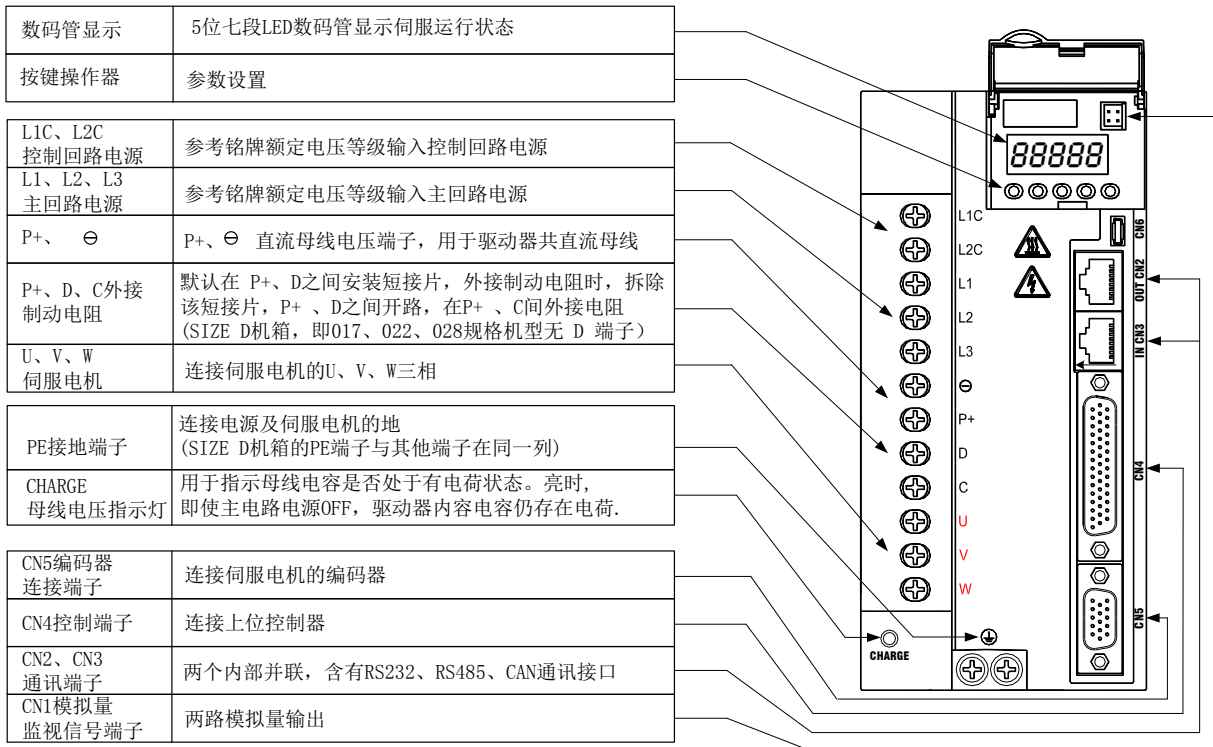 数码管显示 5位七段LED数码管显示伺服运行状态
按键操作器 参数设置
L1C、L2C
控制回路电源 参考铭牌额定电压等级输入控制回路电源
L1、L2、L3
主回路电源 参考铭牌额定电压等级输入主回路电源
P+、 ⊖ P+、⊖ 直流母线电压端子，用于驱动器共直流母线
P+、D、C外接
制动电阻
默认在 P+、D之间安装短接片，外接制动电阻时，拆除
该短接片，P+ 、D之间开路，在P+ 、C间外接电阻
(SIZE D机箱，即017、022、028规格机型无 D 端子）
U、V、W
伺服电机 连接伺服电机的U、V、W三相
PE接地端子
连接电源及伺服电机的地
(SIZE D机箱的PE端子与其他端子在同一列)
CHARGE
母线电压指示灯
用于指示母线电容是否处于有电荷状态。亮时,
即使主电路电源OFF，驱动器内容电容仍存在电荷.
CN5编码器
连接端子 连接伺服电机的编码器
CN4控制端子 连接上位控制器
CN2、CN3
通讯端子 两个内部并联，含有RS232、RS485、CAN通讯接口
CN1模拟量
监视信号端子 两路模拟量输出
88888
L1C
L2C
L1
L2
L3
⊖
P+
D
C
U
V
W
CHARGE
CN6
OUT CN2
IN CN3
CN4
CN5